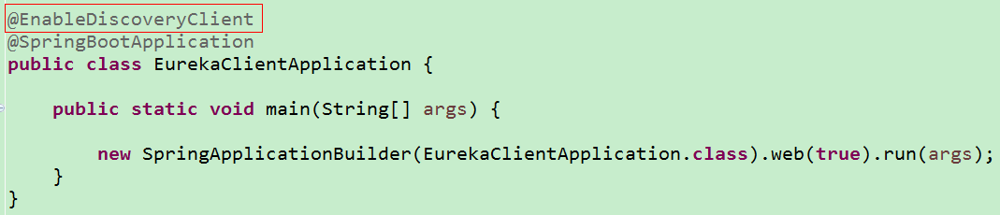 @EnableDiscoveryClient
@SpringBootApplication
public class EurekaClientApplication {
public static void main(String[] args) {
new SpringApplicationBuilder(EurekaClientApplication.class).web(true).run(args);
}
}